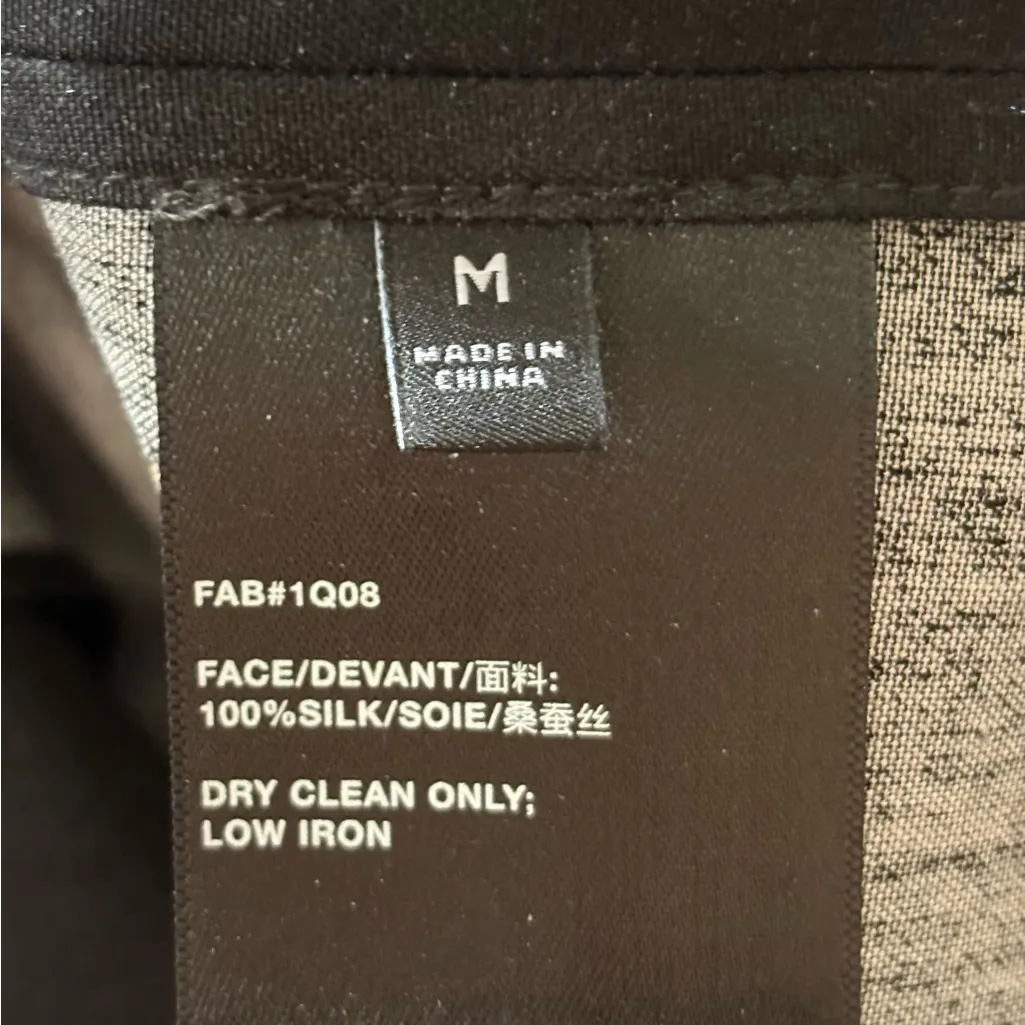 M
MADE IN
CHINA
FAB#1Q08
FACE/DEVANT/面料:
100%SILK/SOIE/桑蚕丝
DRY CLEAN ONLY;
LOW IRON